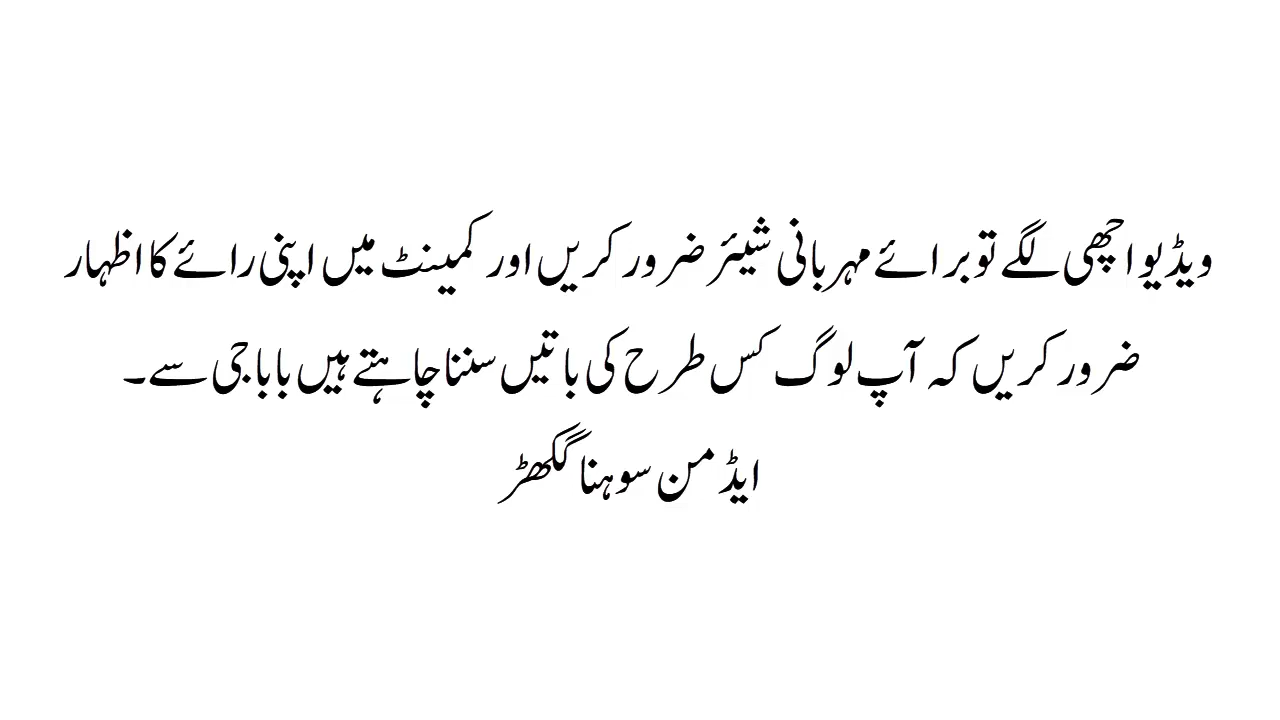 ویڈیو اچھی لگے تو برائے مہربانی شیئر ضرور کریں اور کمینٹ میں اپنی رائے کا اظہار
ضرور کریں کہ آپ لوگ کس طرح کی باتیں سننا چاہتے ہیں بابا جی سے۔
ایڈمن سوہنا گکھڑ